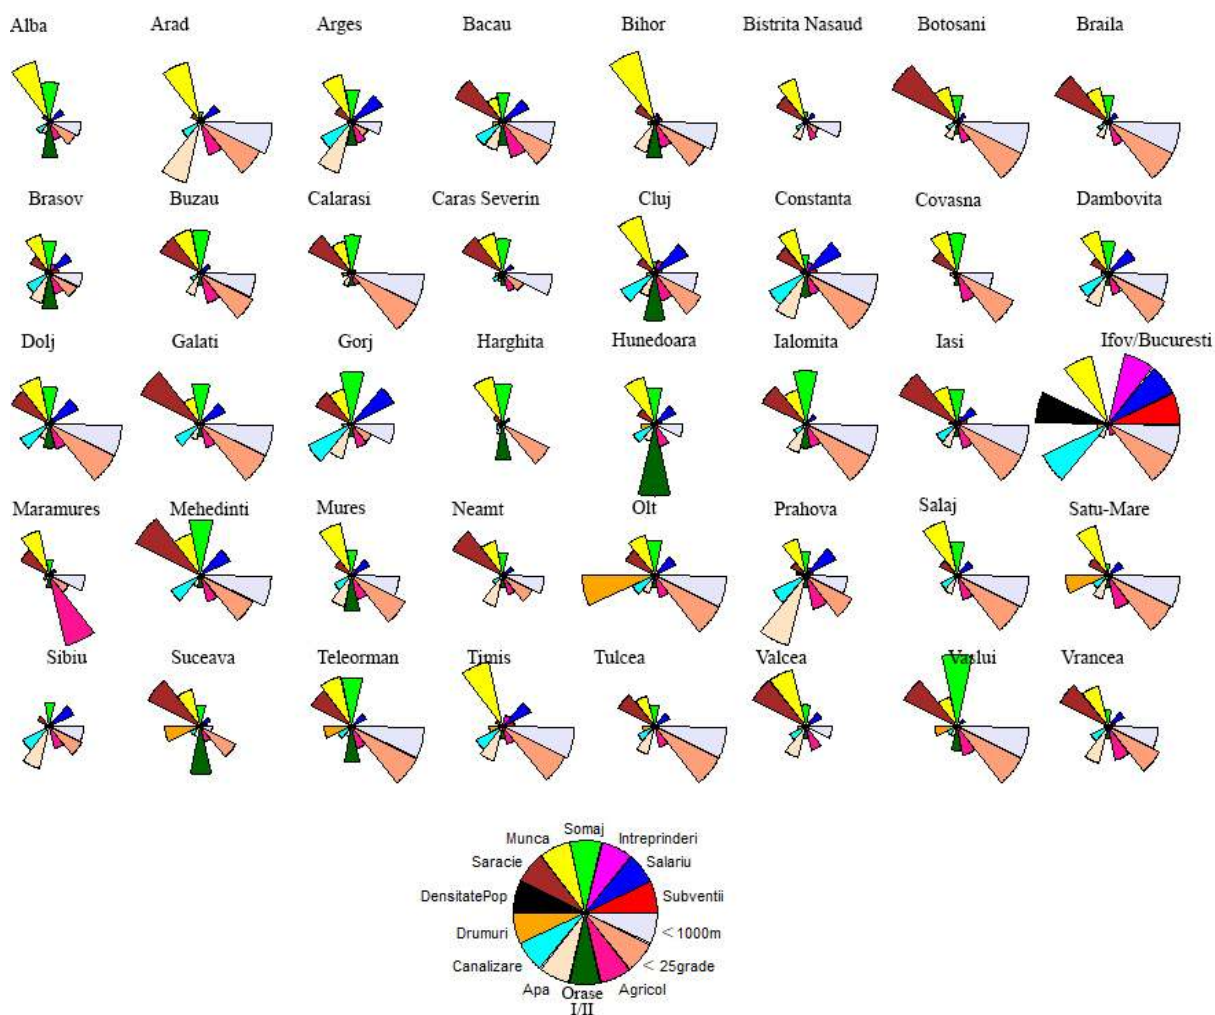 Alba Arad Arges Bacau Bihor Bistrita Nasaud Botosani Braila
Brasov Buzau Calarasi Caras Severin Cluj Constanta Covasna Dambovita
Dolj Galati Gorj Harghita Hunedoara Ialomita Iasi Ifov/Bucuresti
Maramures Mehedinti Mures Neamt Olt Prahova Salaj Satu-Mare
Sibiu Suceava Teleorman Timis Tulcea Valcea Vaslui Vrancea
Somaj
Munca Intreprinderi
Saracie Salariu
DensitatePop Subventii
Drumuri < 1000m
Canalizare < 25grade
Apa Orase Agricol
I/II